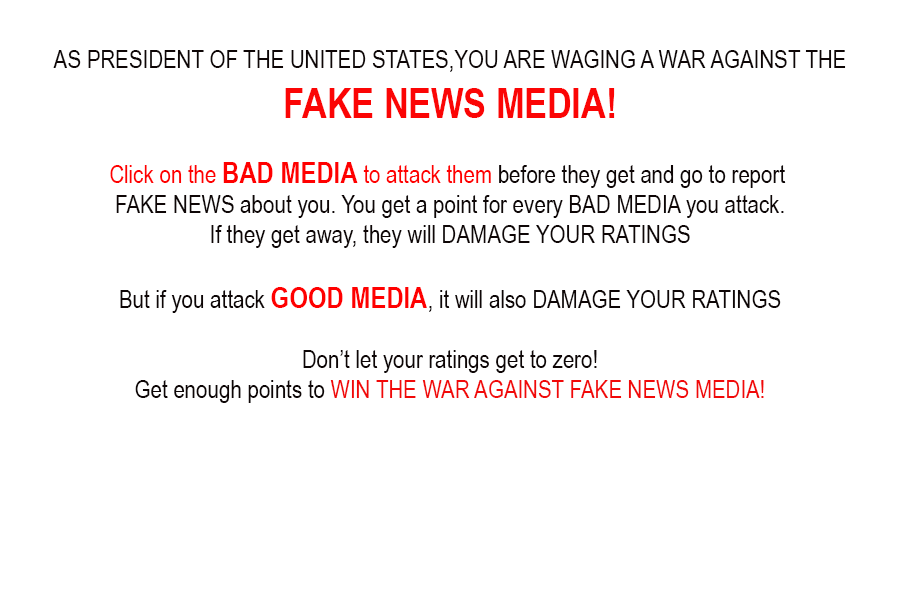 AS PRESIDENT OF THE UNITED STATES,YOU ARE WAGING A WAR AGAINST THE
FAKE NEWS MEDIA!
Click on the BAD MEDIA to attack them before they get and go to report
FAKE NEWS about you. You get a point for every BAD MEDIA you attack.
If they get away, they will DAMAGE YOUR RATINGS
But if you attack GOOD MEDIA, it will also DAMAGE YOUR RATINGS
Don’t let your ratings get to zero!
Get enough points to WIN THE WAR AGAINST FAKE NEWS MEDIA!